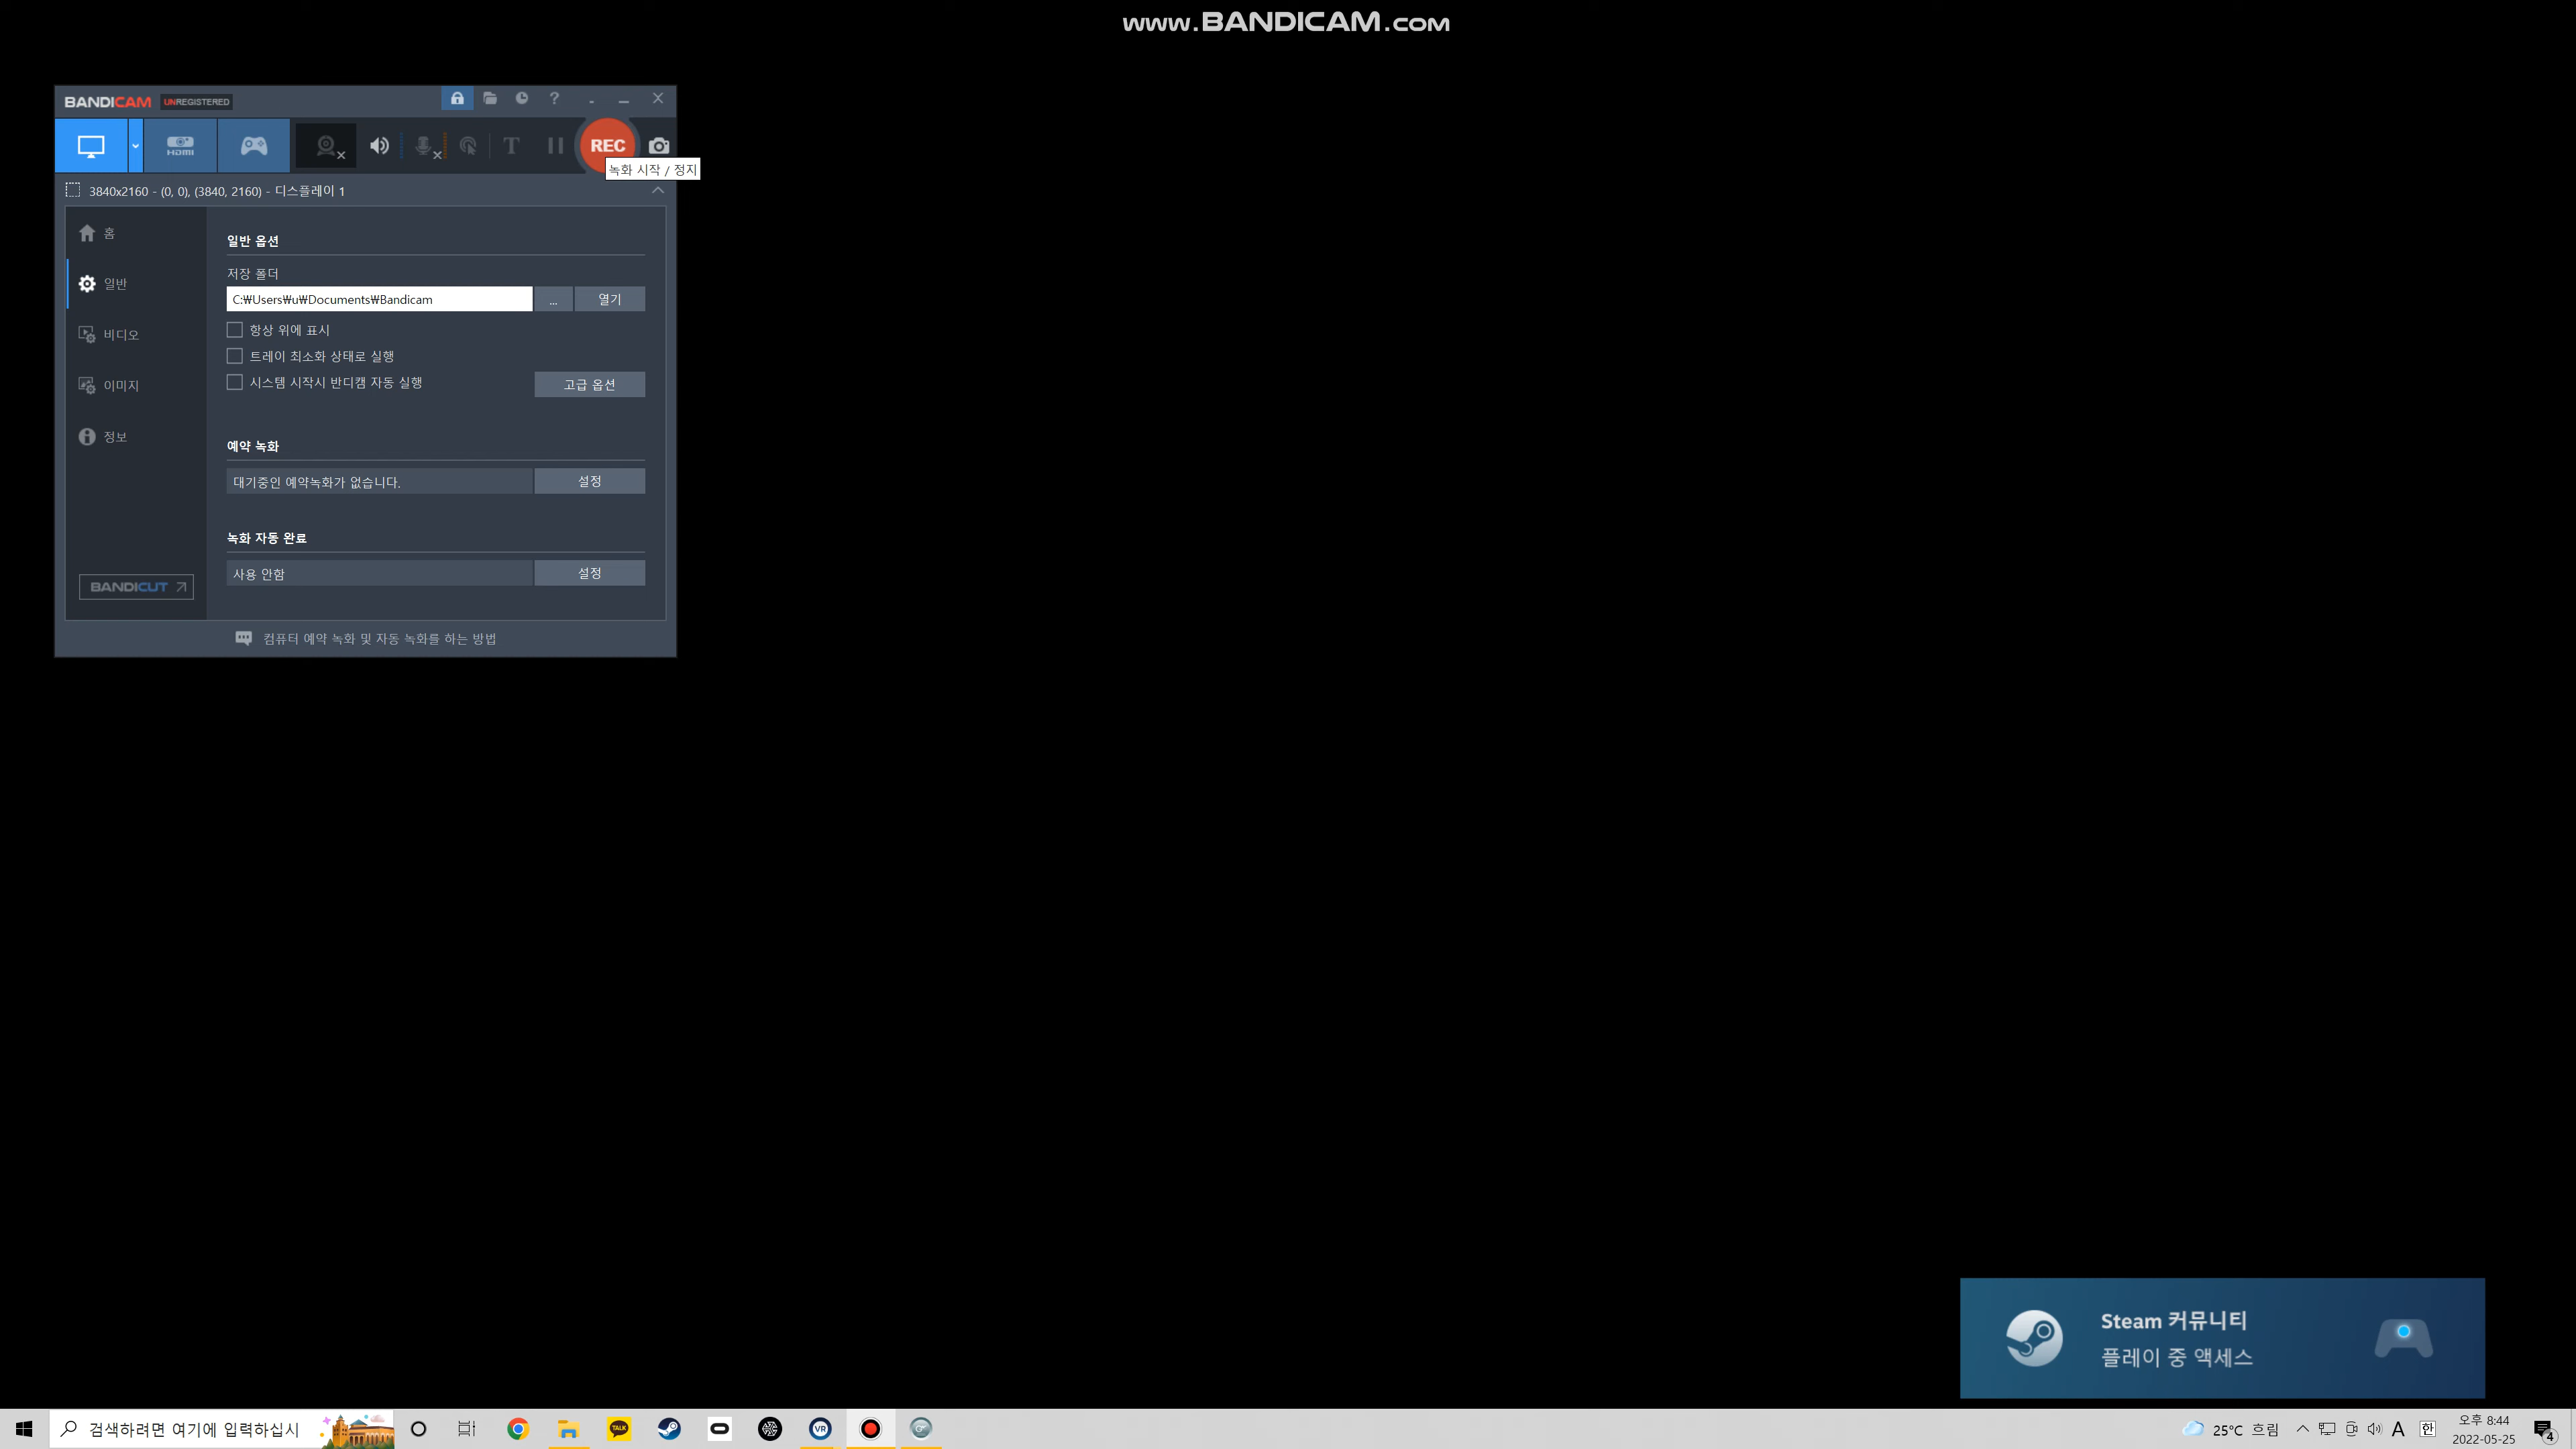 www.BANDICAM.com
BANDICAM UNREGISTERED
?
HDMI
T
REC
녹화 시작 / 정지
3840x2160 - (0, 0), (3840, 2160) - 디스플레이 1
홈
일반
비디오
이미지
정보
BANDICUT
일반 옵션
저장 폴더
C:₩Users₩u₩Documents₩Bandicam
...
열기
항상 위에 표시
트레이 최소화 상태로 실행
시스템 시작시 반디캠 자동 실행
고급 옵션
예약 녹화
대기중인 예약녹화가 없습니다.
설정
녹화 자동 완료
사용 안함
설정
컴퓨터 예약 녹화 및 자동 녹화를 하는 방법
Steam 커뮤니티
플레이 중 액세스
검색하려면 여기에 입력하십시
TALK
VR
25°C 흐림
A
한
오후 8:44
2022-05-25
4